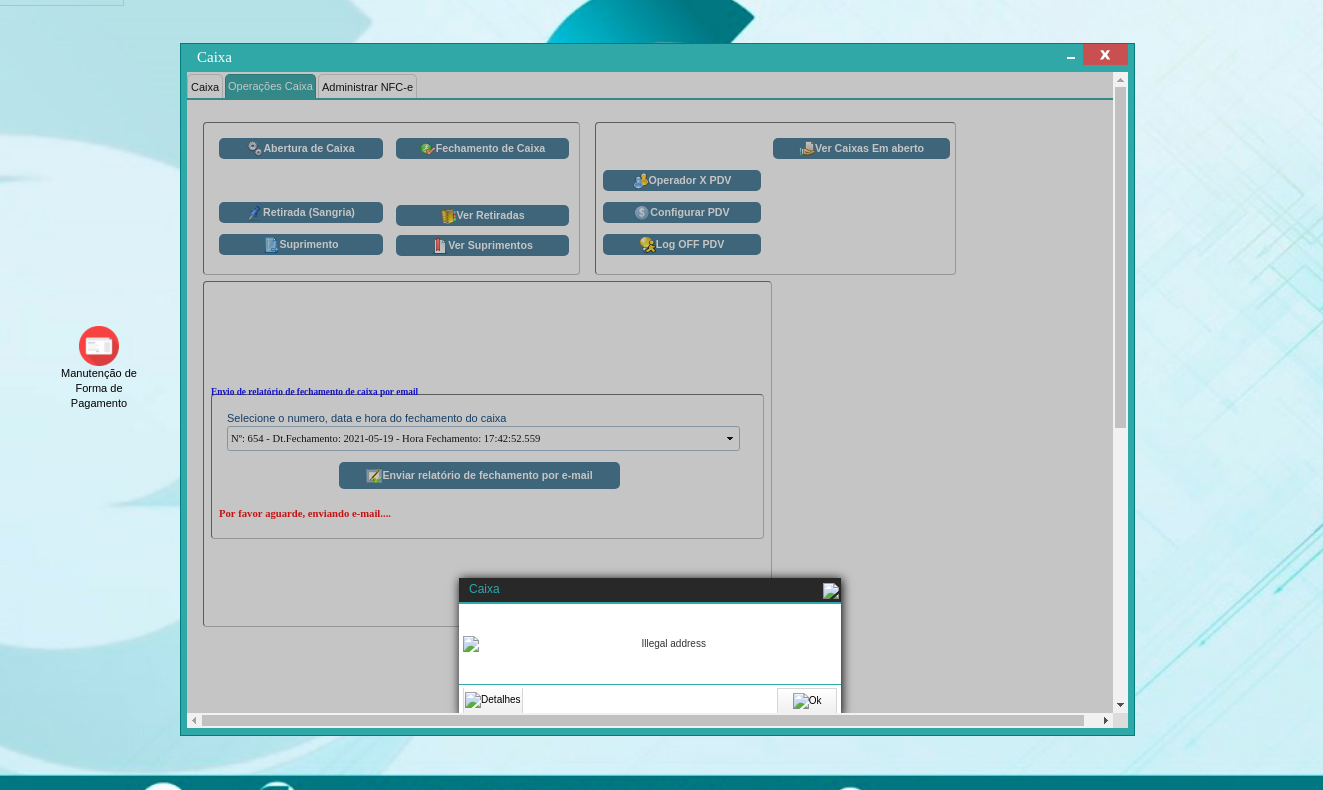 Caixa
X
Caixa
Operações Caixa
Administrar NFC-e
Abertura de Caixa
Fechamento de Caixa
Retirada (Sangria)
Ver Retiradas
Suprimento
Ver Suprimentos
Ver Caixas Em aberto
Operador X PDV
Configurar PDV
Log OFF PDV
Manutenção de
Forma de
Pagamento
Envio de relatório de fechamento de caixa por email
Selecione o numero, data e hora do fechamento do caixa
Nº: 654 - Dt.Fechamento: 2021-05-19 - Hora Fechamento: 17:42:52.559
Enviar relatório de fechamento por e-mail
Por favor aguarde, enviando e-mail....
Caixa
Illegal address
Detalhes
Ok